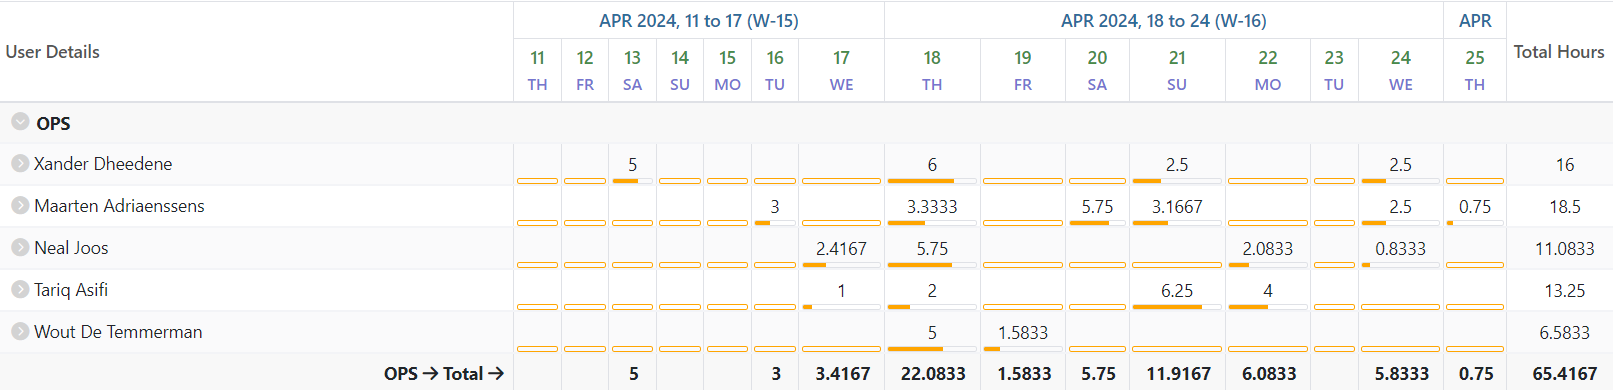 User Details APR 2024, 11 to 17 (W-15) APR 2024, 18 to 24 (W-16) APR Total Hours
11 12 13 14 15 16 17 18 19 20 21 22 23 24 25
TH FR SA SU MO TU WE TH FR SA SU MO TU WE TH
OPS
Xander Dheedene 5 6 2.5 2.5 16
Maarten Adriaenssens 3 3.3333 5.75 3.1667 2.5 0.75 18.5
Neal Joos 2.4167 5.75 2.0833 0.8333 11.0833
Tariq Asifi 1 2 6.25 4 13.25
Wout De Temmerman 5 1.5833 6.5833
OPS → Total → 5 3 3.4167 22.0833 1.5833 5.75 11.9167 6.0833 5.8333 0.75 65.4167